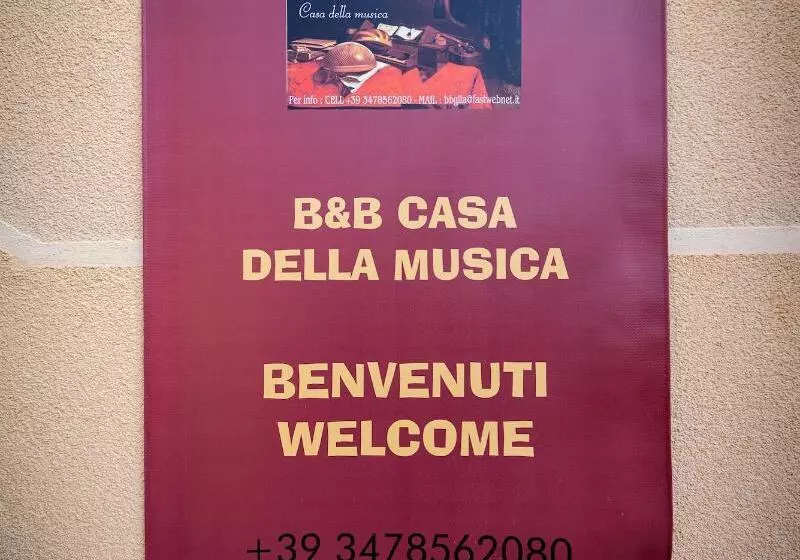 Casa della musica
Per info : CELL +39 3478562080 - MAIL : bbgila@fastwebnet.it
B&B CASA
DELLA MUSICA
BENVENUTI
WELCOME
+39 3478562080